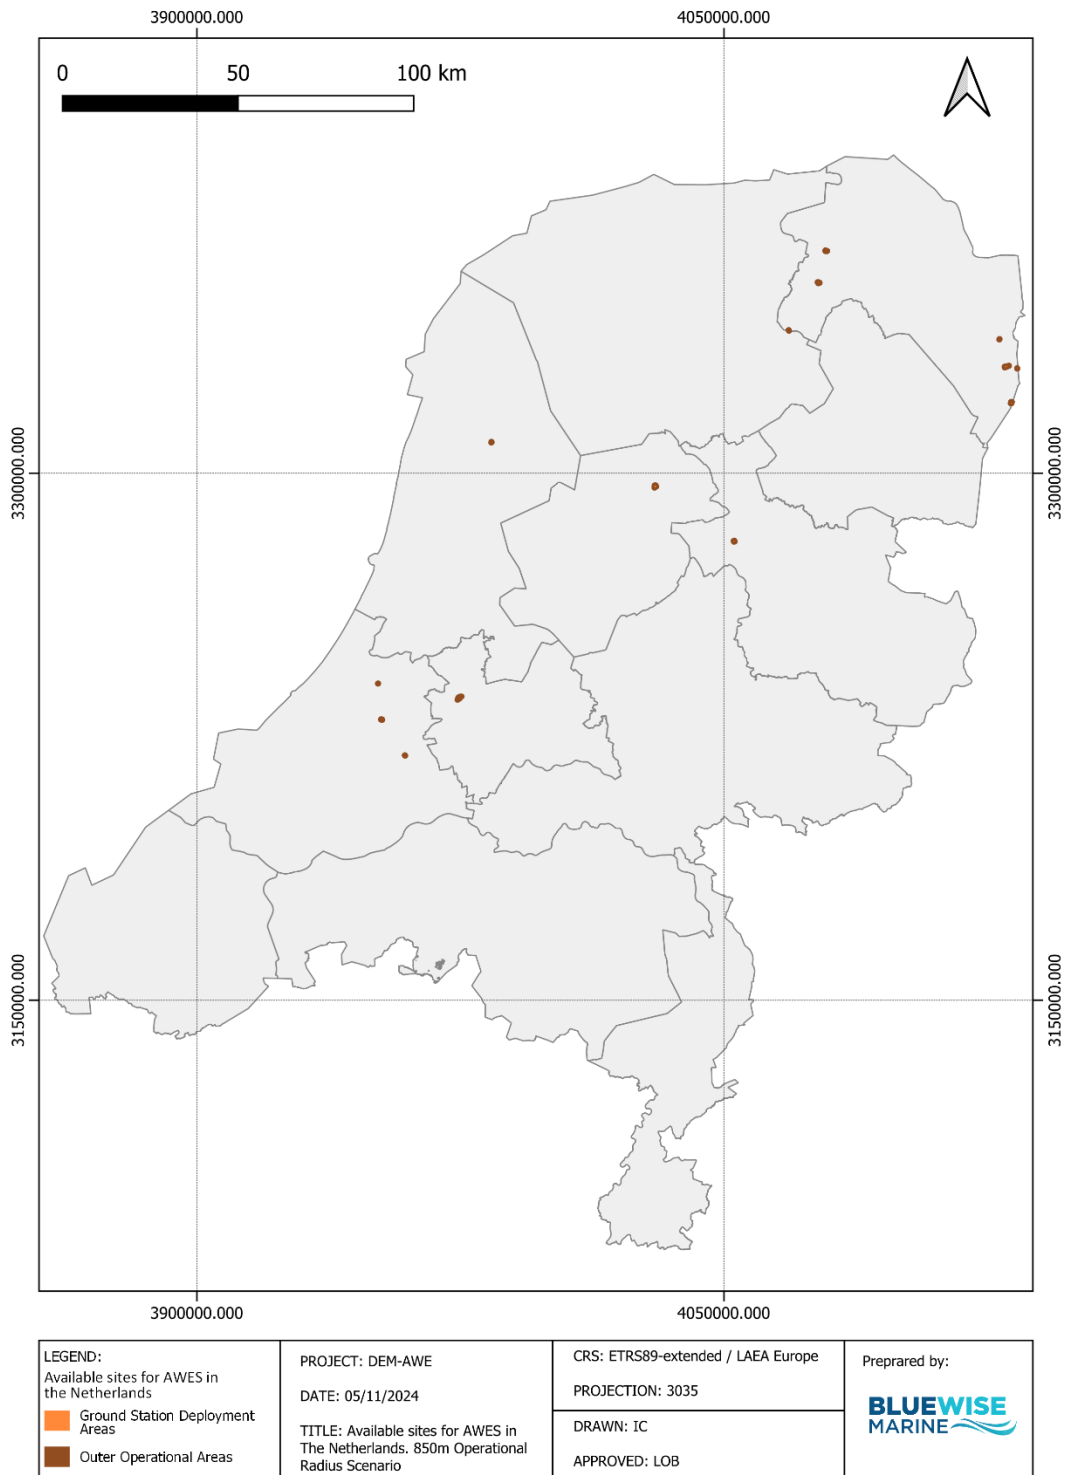 3900000.000 4050000.000
0 50 100 km
3300000.000 3300000.000
3150000.000 3150000.000
3900000.000 4050000.000
LEGEND:
Available sites for AWES in
the Netherlands
Ground Station Deployment
Areas
Outer Operational Areas
PROJECT: DEM-AWE
DATE: 05/11/2024
TITLE: Available sites for AWES in
The Netherlands. 850m Operational
Radius Scenario
CRS: ETRS89-extended / LAEA Europe
PROJECTION: 3035
DRAWN: IC
APPROVED: LOB
Preprared by:
BLUEWISE
MARINE